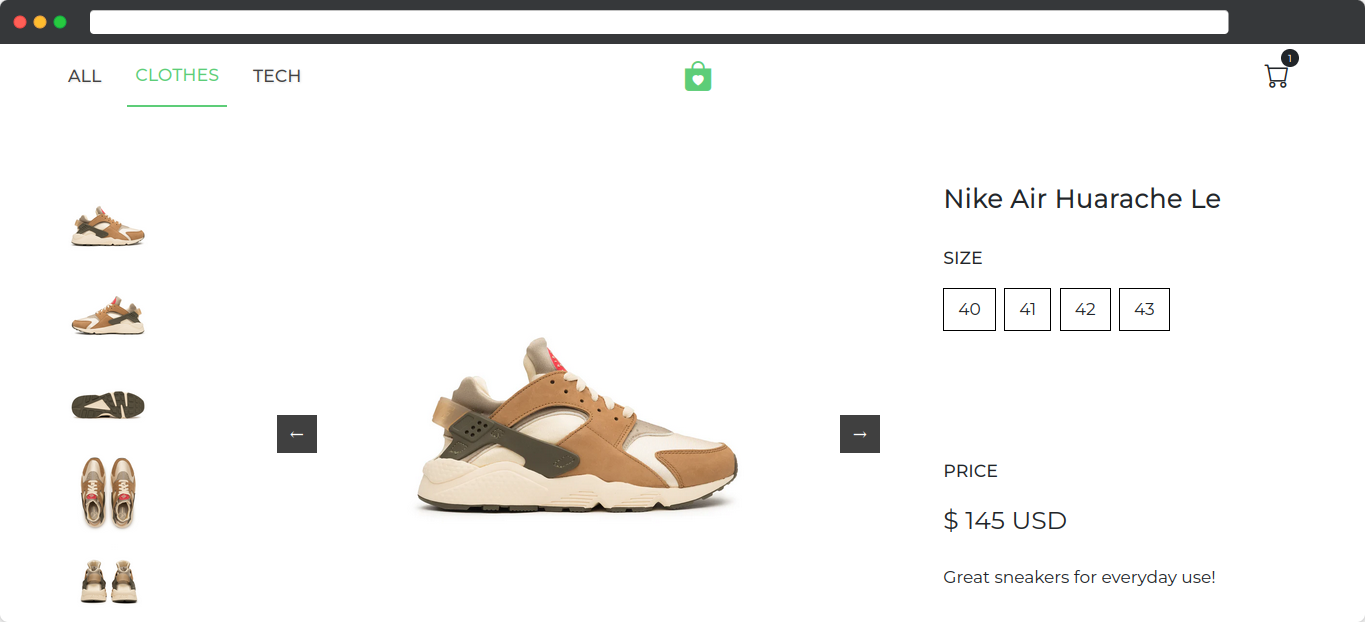 ALL CLOTHES TECH
1
Nike Air Huarache Le
SIZE
40 41 42 43
← →
PRICE
$ 145 USD
Great sneakers for everyday use!